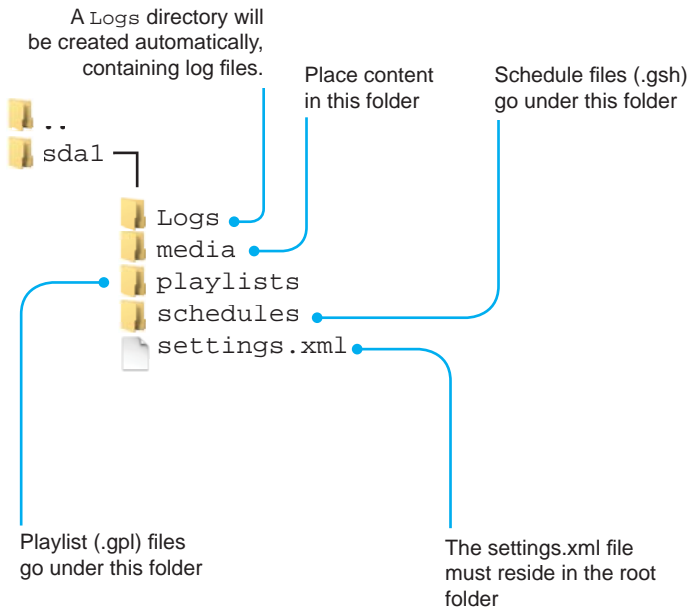 A Logs directory will
be created automatically,
containing log files.
Place content
in this folder
Schedule files (.gsh)
go under this folder
..
sda1
Logs
media
playlists
schedules
settings.xml
Playlist (.gpl) files
go under this folder
The settings.xml file
must reside in the root
folder